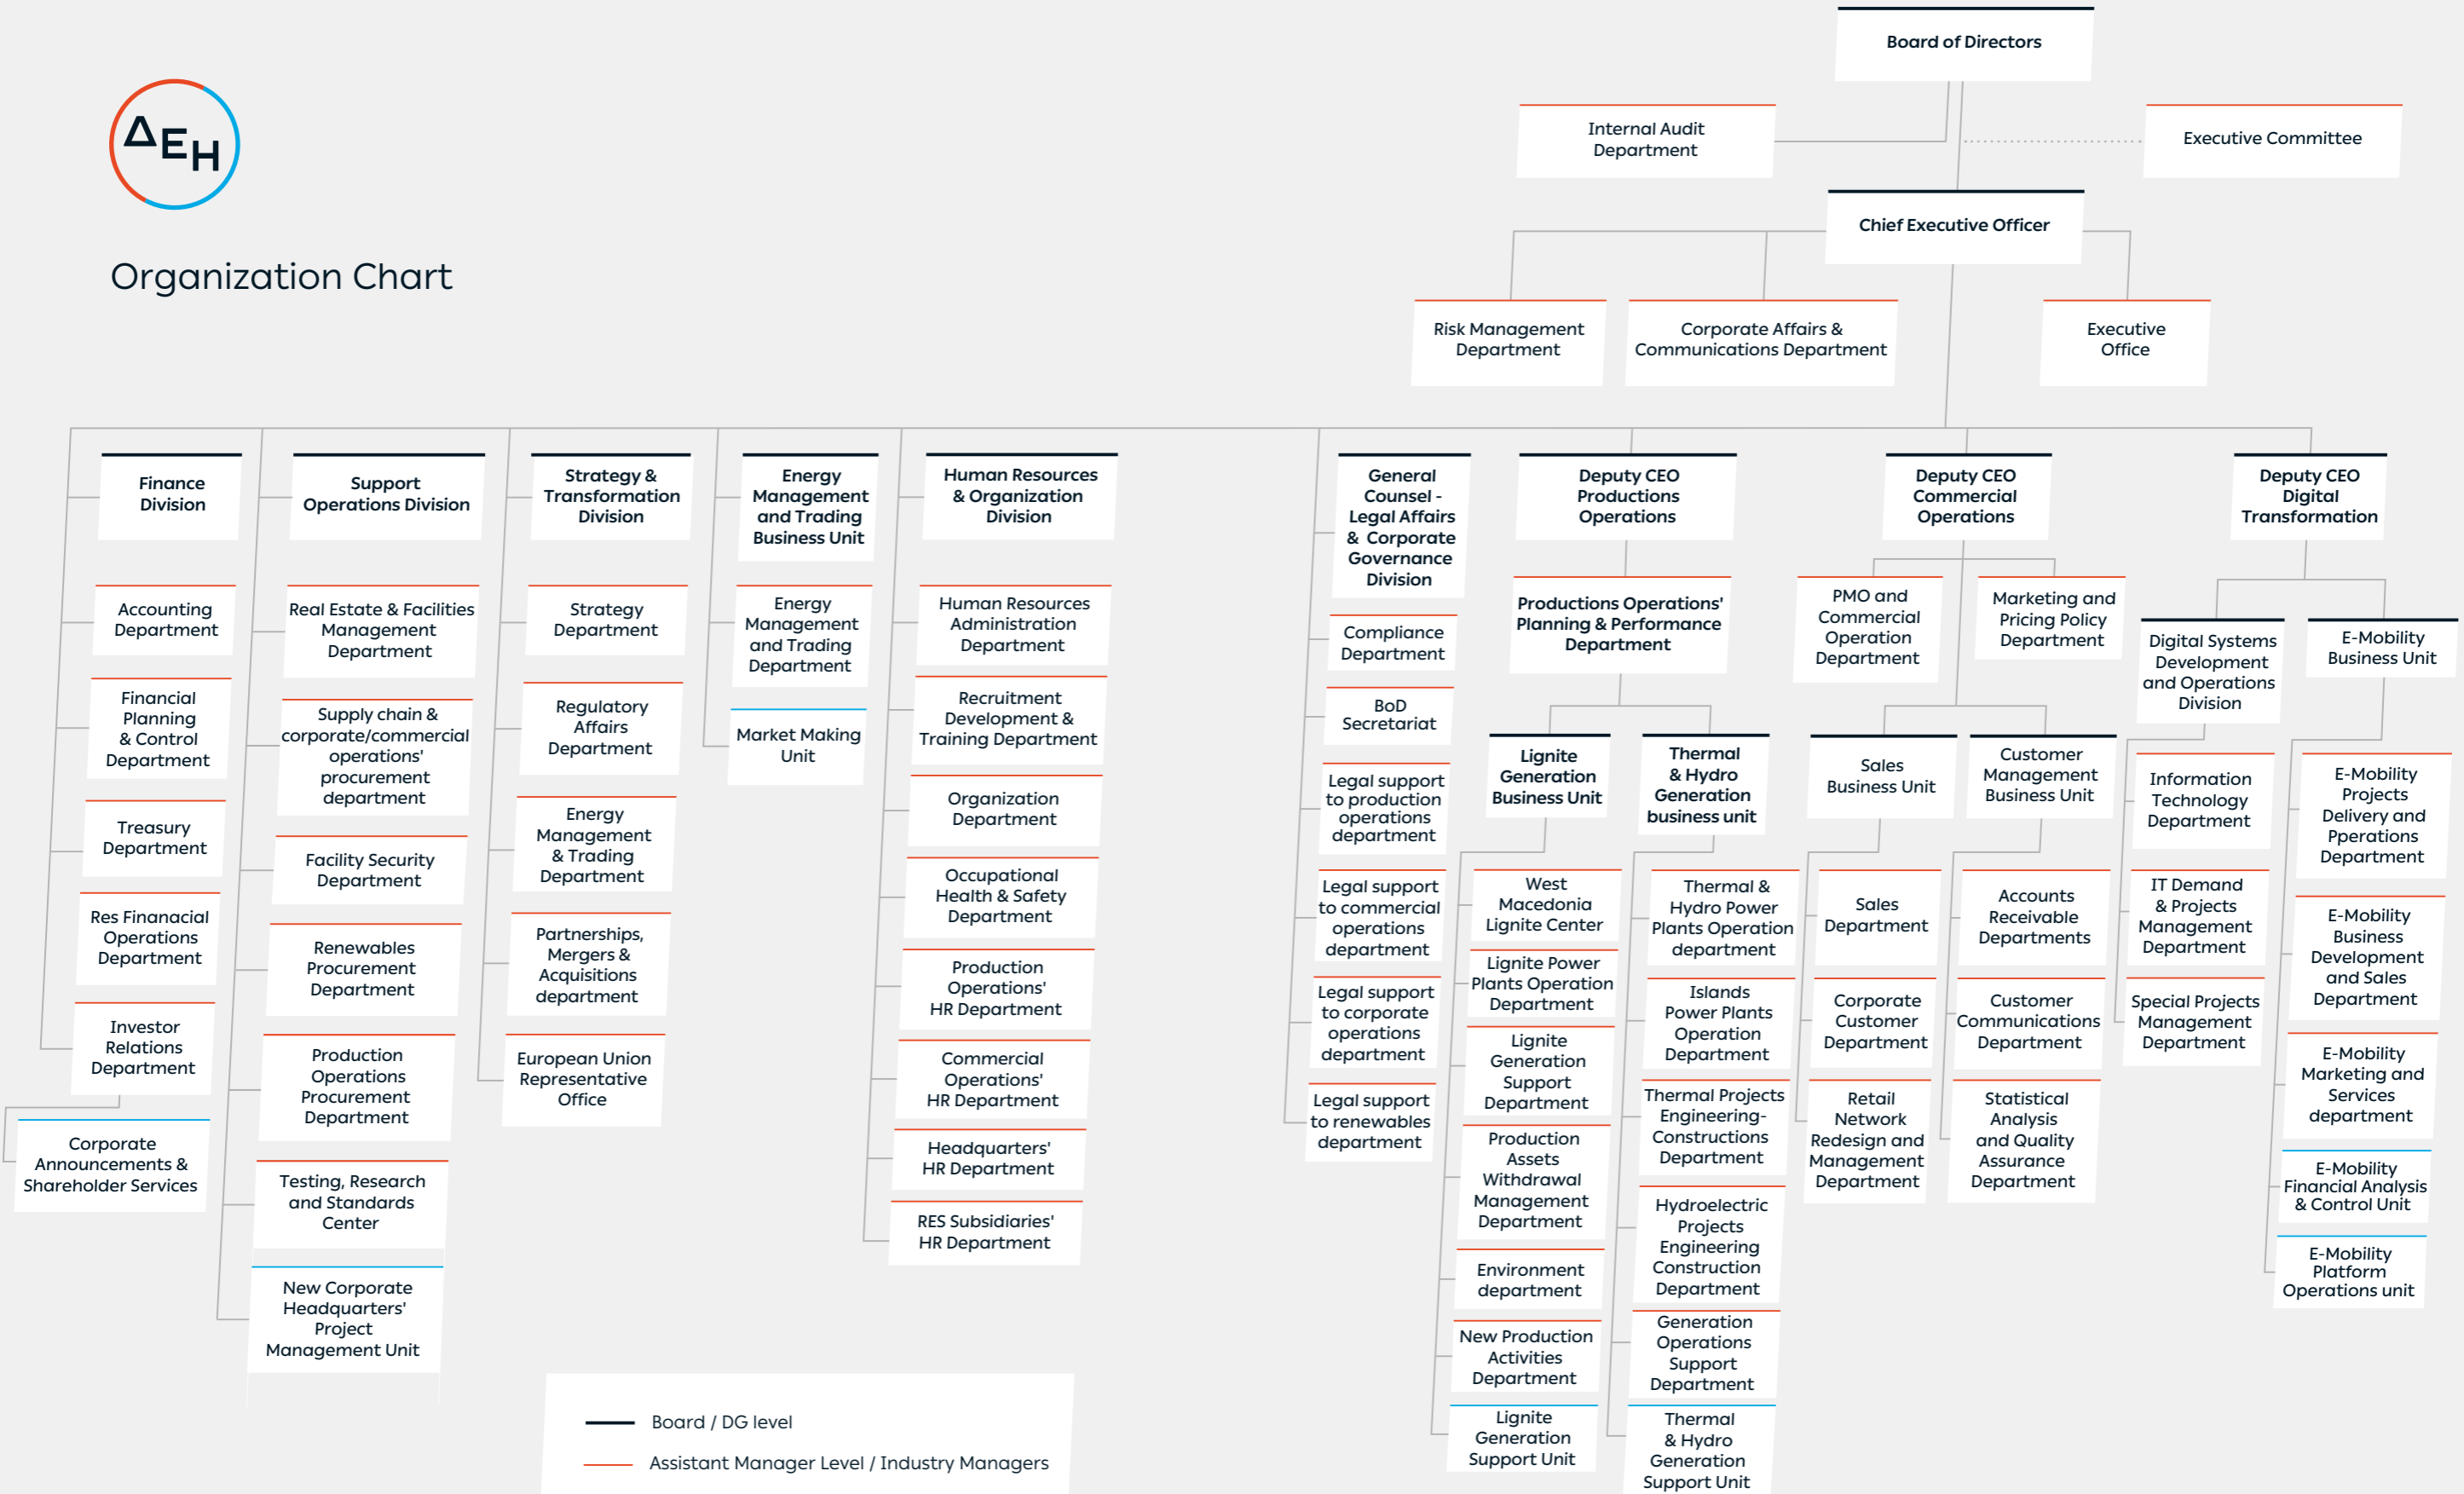 ΔEH
Organization Chart
Board of Directors
Internal Audit
Department
Executive Committee
Chief Executive Officer
Risk Management
Department
Corporate Affairs &
Communications Department
Executive
Office
Finance
Division
Accounting
Department
Financial
Planning
& Control
Department
Treasury
Department
Res Finanacial
Operations
Department
Investor
Relations
Department
Corporate
Announcements &
Shareholder Services
Support
Operations Division
Real Estate & Facilities
Management
Department
Supply chain &
corporate/commercial
operations'
procurement
department
Facility Security
Department
Renewables
Procurement
Department
Production
Operations
Procurement
Department
Testing, Research
and Standards
Center
New Corporate
Headquarters'
Project
Management Unit
Strategy &
Transformation
Division
Strategy
Department
Regulatory
Affairs
Department
Energy
Management
& Trading
Department
Partnerships,
Mergers &
Acquisitions
department
European Union
Representative
Office
Energy
Management
and Trading
Business Unit
Energy
Management
and Trading
Department
Market Making
Unit
Human Resources
& Organization
Division
Human Resources
Administration
Department
Recruitment
Development &
Training Department
Organization
Department
Occupational
Health & Safety
Department
Production
Operations'
HR Department
Commercial
Operations'
HR Department
Headquarters'
HR Department
RES Subsidiaries'
HR Department
General
Counsel -
Legal Affairs
& Corporate
Governance
Division
Compliance
Department
BoD
Secretariat
Legal support
to production
operations
department
Legal support
to commercial
operations
department
Legal support
to corporate
operations
department
Legal support
to renewables
department
Deputy CEO
Productions
Operations
Productions Operations'
Planning & Performance
Department
Lignite
Generation
Business Unit
West
Macedonia
Lignite Center
Lignite Power
Plants Operation
Department
Lignite
Generation
Support
Department
Production
Assets
Withdrawal
Management
Department
Environment
department
New Production
Activities
Department
Lignite
Generation
Support Unit
Thermal
& Hydro
Generation
business unit
Thermal &
Hydro Power
Plants Operation
department
Islands
Power Plants
Operation
Department
Thermal Projects
Engineering-
Constructions
Department
Hydroelectric
Projects
Engineering
Construction
Department
Generation
Operations
Support
Department
Thermal
& Hydro
Generation
Support Unit
Deputy CEO
Commercial
Operations
PMO and
Commercial
Operation
Department
Marketing and
Pricing Policy
Department
Sales
Business Unit
Sales
Department
Corporate
Customer
Department
Retail
Network
Redesign and
Management
Department
Customer
Management
Business Unit
Accounts
Receivable
Departments
Customer
Communications
Department
Statistical
Analysis
and Quality
Assurance
Department
Deputy CEO
Digital
Transformation
Digital Systems
Development
and Operations
Division
Information
Technology
Department
IT Demand
& Projects
Management
Department
Special Projects
Management
Department
E-Mobility
Business Unit
E-Mobility
Projects
Delivery and
Pperations
Department
E-Mobility
Business
Development
and Sales
Department
E-Mobility
Marketing and
Services
department
E-Mobility
Financial Analysis
& Control Unit
E-Mobility
Platform
Operations unit
Board / DG level
Assistant Manager Level / Industry Managers